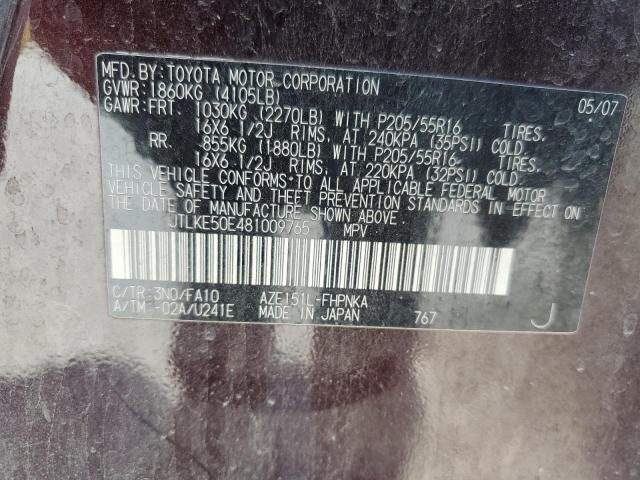 MFD.BY:TOYOTA MOTOR CORPORATION 05/07
GVWR:1860KG (4105LB)
GAWR:FRT. 1030KG (2270LB) WITH P205/55R16 TIRES,
16X6 1/2J RIMS, AT 240KPA (35PSI) COLD.
RR. 855KG (1880LB) WITH P205/55R16 TIRES,
16X6 1/2J RIMS, AT 220KPA (32PSI) COLD.
THIS VEHICLE CONFORMS TO ALL APPLICABLE FEDERAL MOTOR
VEHICLE SAFETY AND THEFT PREVENTION STANDARDS IN EFFECT ON
THE DATE OF MANUFACTURE SHOWN ABOVE.
JTLKE50E481009765 MPV
C/TR:3N0/FA10 AZE151L-FHPNKA
A/TM:-02A/U241E MADE IN JAPAN 767 J